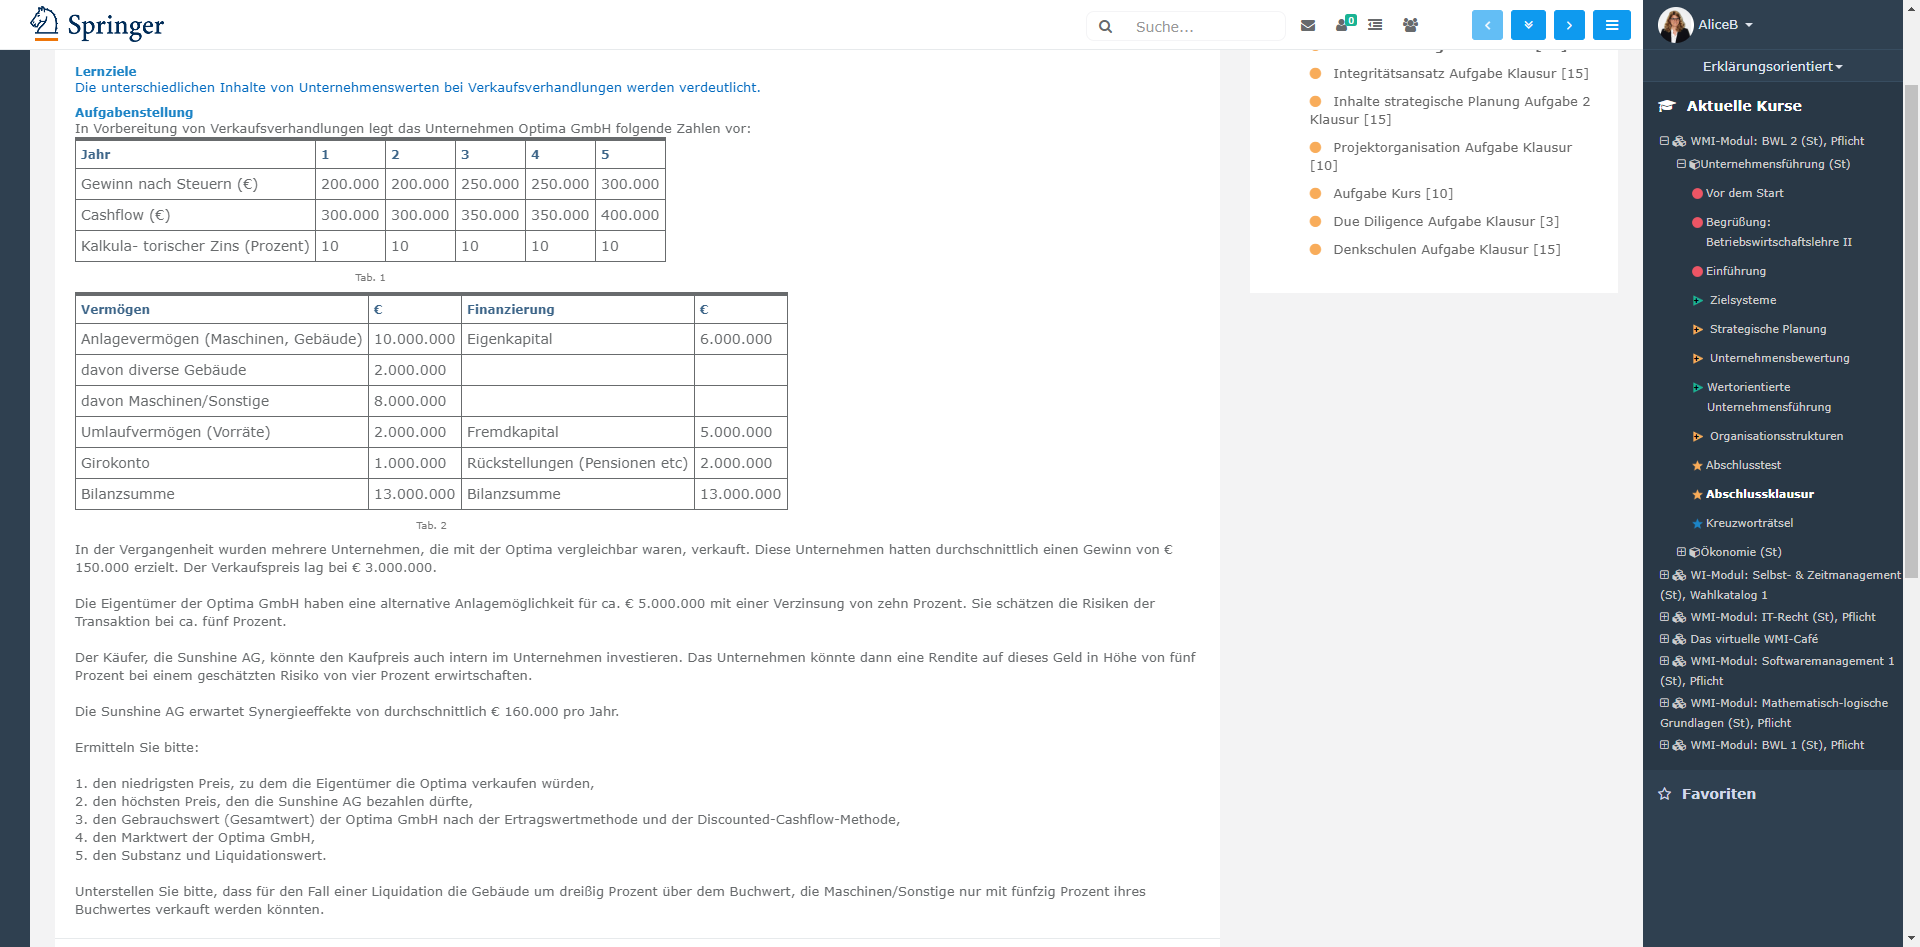 Springer
Suche...
0
AliceB
Erklärungsorientiert
Lernziele
Die unterschiedlichen Inhalte von Unternehmenswerten bei Verkaufsverhandlungen werden verdeutlicht.
Aufgabenstellung
In Vorbereitung von Verkaufsverhandlungen legt das Unternehmen Optima GmbH folgende Zahlen vor:
Jahr 1 2 3 4 5
Gewinn nach Steuern (€) 200.000 200.000 250.000 250.000 300.000
Cashflow (€) 300.000 300.000 350.000 350.000 400.000
Kalkula- torischer Zins (Prozent) 10 10 10 10 10
Tab. 1
Vermögen € Finanzierung €
Anlagevermögen (Maschinen, Gebäude) 10.000.000 Eigenkapital 6.000.000
davon diverse Gebäude 2.000.000
davon Maschinen/Sonstige 8.000.000
Umlaufvermögen (Vorräte) 2.000.000 Fremdkapital 5.000.000
Girokonto 1.000.000 Rückstellungen (Pensionen etc) 2.000.000
Bilanzsumme 13.000.000 Bilanzsumme 13.000.000
Tab. 2
In der Vergangenheit wurden mehrere Unternehmen, die mit der Optima vergleichbar waren, verkauft. Diese Unternehmen hatten durchschnittlich einen Gewinn von €
150.000 erzielt. Der Verkaufspreis lag bei € 3.000.000.
Die Eigentümer der Optima GmbH haben eine alternative Anlagemöglichkeit für ca. € 5.000.000 mit einer Verzinsung von zehn Prozent. Sie schätzen die Risiken der
Transaktion bei ca. fünf Prozent.
Der Käufer, die Sunshine AG, könnte den Kaufpreis auch intern im Unternehmen investieren. Das Unternehmen könnte dann eine Rendite auf dieses Geld in Höhe von fünf
Prozent bei einem geschätzten Risiko von vier Prozent erwirtschaften.
Die Sunshine AG erwartet Synergieeffekte von durchschnittlich € 160.000 pro Jahr.
Ermitteln Sie bitte:
1. den niedrigsten Preis, zu dem die Eigentümer die Optima verkaufen würden,
2. den höchsten Preis, den die Sunshine AG bezahlen dürfte,
3. den Gebrauchswert (Gesamtwert) der Optima GmbH nach der Ertragswertmethode und der Discounted-Cashflow-Methode,
4. den Marktwert der Optima GmbH,
5. den Substanz und Liquidationswert.
Unterstellen Sie bitte, dass für den Fall einer Liquidation die Gebäude um dreißig Prozent über dem Buchwert, die Maschinen/Sonstige nur mit fünfzig Prozent ihres
Buchwertes verkauft werden könnten.
Integritätsansatz Aufgabe Klausur [15]
Inhalte strategische Planung Aufgabe 2
Klausur [15]
Projektorganisation Aufgabe Klausur
[10]
Aufgabe Kurs [10]
Due Diligence Aufgabe Klausur [3]
Denkschulen Aufgabe Klausur [15]
Aktuelle Kurse
WMI-Modul: BWL 2 (St), Pflicht
Unternehmensführung (St)
Vor dem Start
Begrüßung:
Betriebswirtschaftslehre II
Einführung
Zielsysteme
Strategische Planung
Unternehmensbewertung
Wertorientierte
Unternehmensführung
Organisationsstrukturen
Abschlusstest
Abschlussklausur
Kreuzworträtsel
Ökonomie (St)
WI-Modul: Selbst- & Zeitmanagement
(St), Wahlkatalog 1
WMI-Modul: IT-Recht (St), Pflicht
Das virtuelle WMI-Café
WMI-Modul: Softwaremanagement 1
(St), Pflicht
WMI-Modul: Mathematisch-logische
Grundlagen (St), Pflicht
WMI-Modul: BWL 1 (St), Pflicht
Favoriten